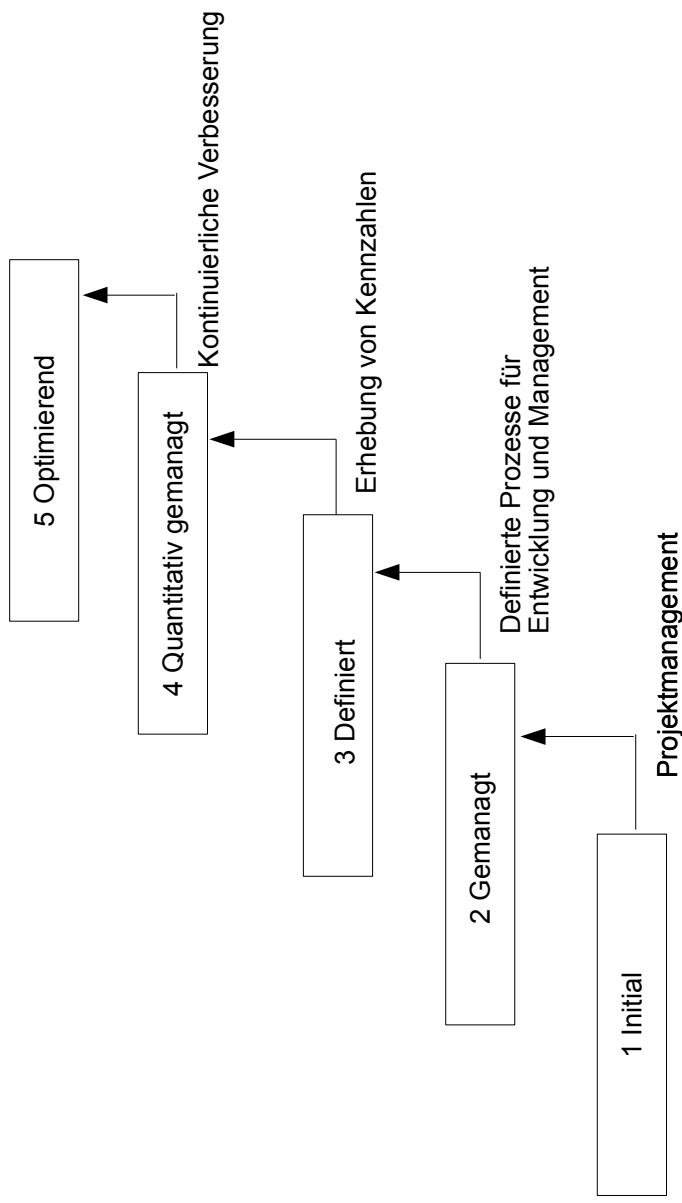 5 Optimierend
Kontinuierliche Verbesserung
4 Quantitativ gemanagt
Erhebung von Kennzahlen
3 Definiert
Definierte Prozesse für
Entwicklung und Management
2 Gemanagt
Projektmanagement
1 Initial